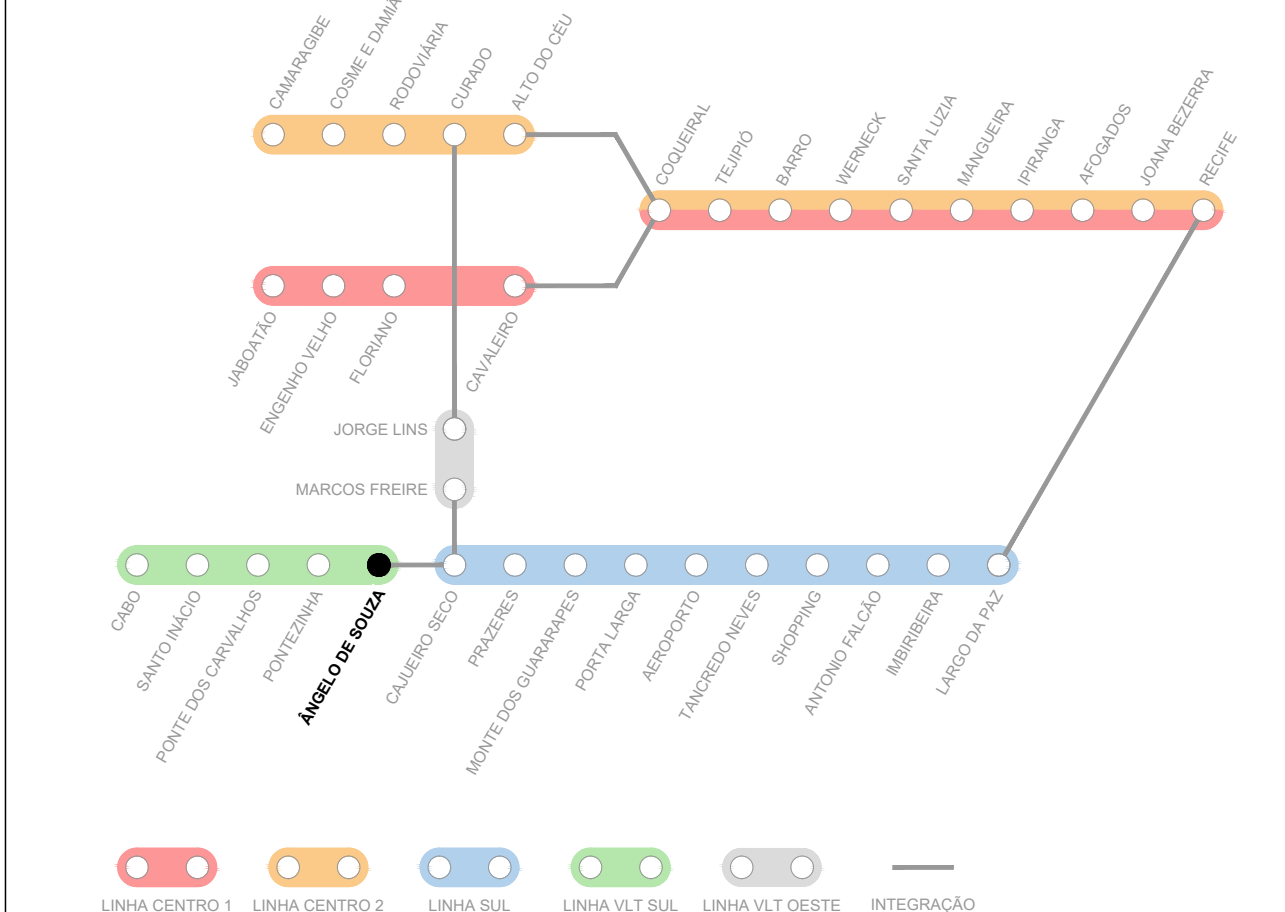 CAMARAGIBE
COSME E
RODOVIÁRIA
CURADO
ALTO DO CÉU
COQUEIRAL
TEJIPIÓ
BARRO
WERNECK
SANTA LUZIA
MANGUEIRA
IPIRANGA
AFOGADOS
JOANA BEZERRA
RECIFE
JABOATÃO
ENGENHO VELHO
FLORIANO
CAVALEIRO
JORGE LINS
MARCOS FREIRE
CABO
SANTO INÁCIO
PONTE DOS CARVALHOS
PONTEZINHA
ÂNGELO DE SOUZA
CAJUEIRO SECO
PRAZERES
MONTE DOS GUARARAPES
PORTA LARGA
AEROPORTO
TANCREDO NEVES
SHOPPING
ANTONIO FALCÃO
IMBIRIBEIRA
LARGO DA PAZ
LINHA CENTRO 1
LINHA CENTRO 2
LINHA SUL
LINHA VLT SUL
LINHA VLT OESTE
INTEGRAÇÃO